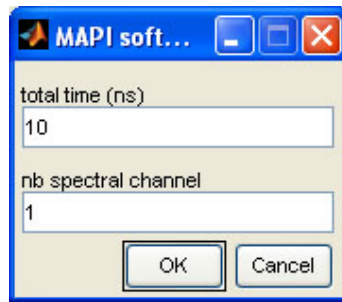 MAPI soft...
total time (ns)
10
nb spectral channel
1
OK Cancel